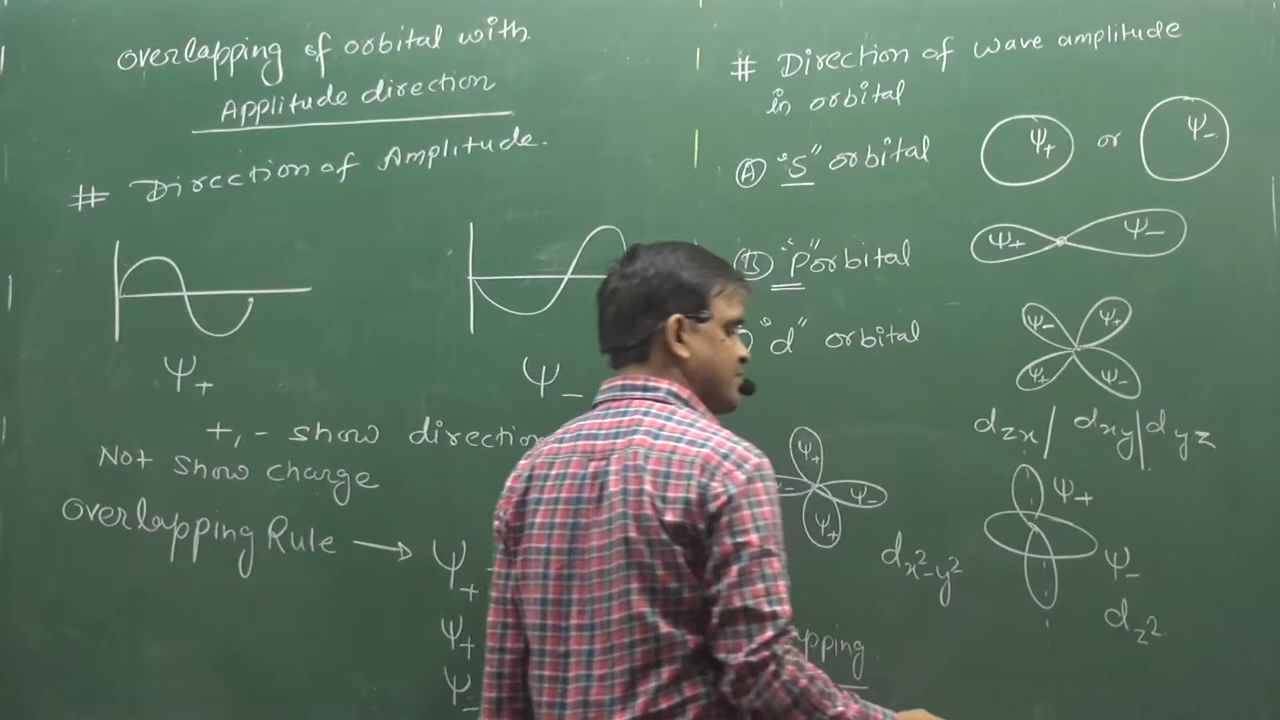 overlapping of orbital with
Applitude direction
# Direction of Amplitude.
Ψ+
Ψ-
+, - show direction
Not show charge
Overlapping Rule → Ψ+
Ψ+
Ψ-
# Direction of wave amplitude
in orbital
Ⓐ "S" orbital Ψ+ or Ψ-
Ⓑ "P" orbital Ψ+ Ψ-
"d" orbital
Ψ- Ψ+
Ψ+ Ψ-
dzx / dxy | dyz
Ψ+
Ψ- Ψ-
Ψ+
dx²-y²
Ψ+
Ψ-
dz²